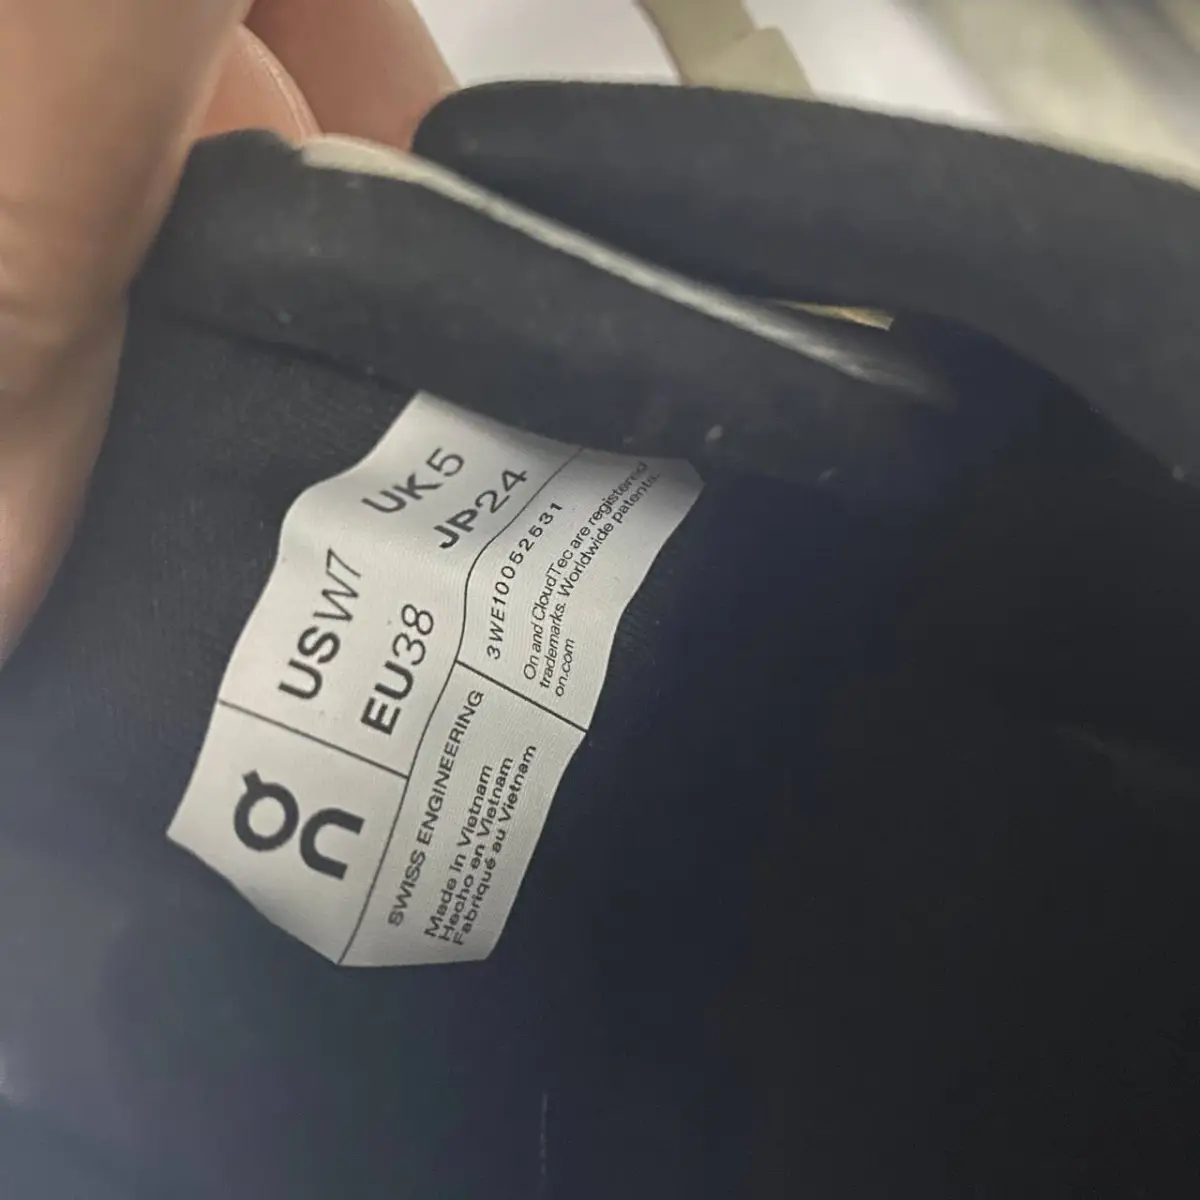 on
USW7 UK5
EU38 JP24
SWISS ENGINEERING
Made in Vietnam
Hecho en Vietnam
Fabriqué au Vietnam
3WE10052531
On and CloudTec are registered
trademarks. Worldwide patents.
on.com